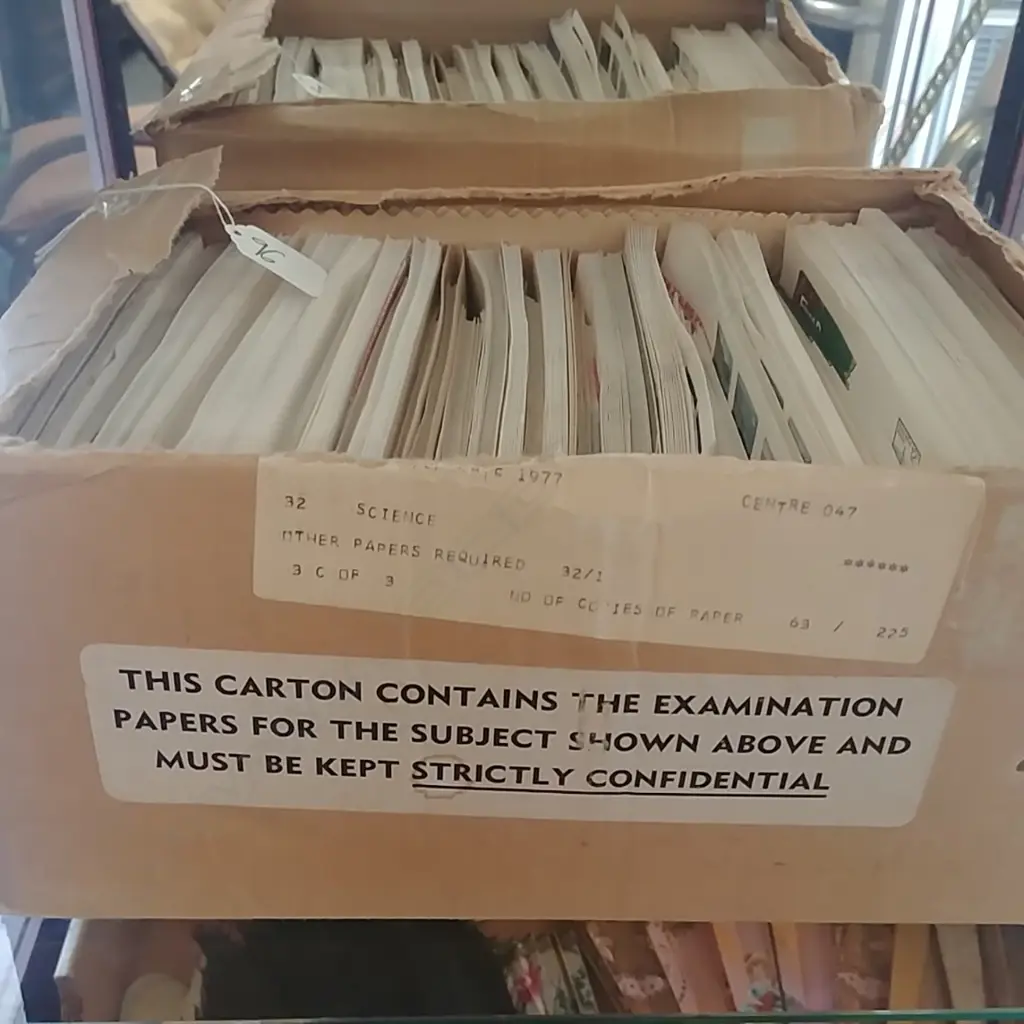 96
1977
32 SCIENCE CENTRE 047
OTHER PAPERS REQUIRED 32/1 ******
3 C OF 3
NO OF COPIES OF PAPER 63 / 225
THIS CARTON CONTAINS THE EXAMINATION
PAPERS FOR THE SUBJECT SHOWN ABOVE AND
MUST BE KEPT STRICTLY CONFIDENTIAL